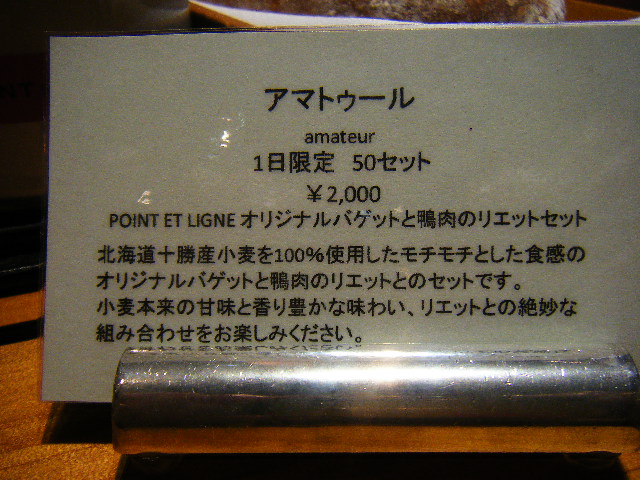 アマトゥール
amateur
1日限定 50セット
￥2,000
POINT ET LIGNE オリジナルバゲットと鴨肉のリエットセット
北海道十勝産小麦を100%使用したモチモチとした食感の
オリジナルバゲットと鴨肉のリエットとのセットです。
小麦本来の甘味と香り豊かな味わい、リエットとの絶妙な
組み合わせをお楽しみください。